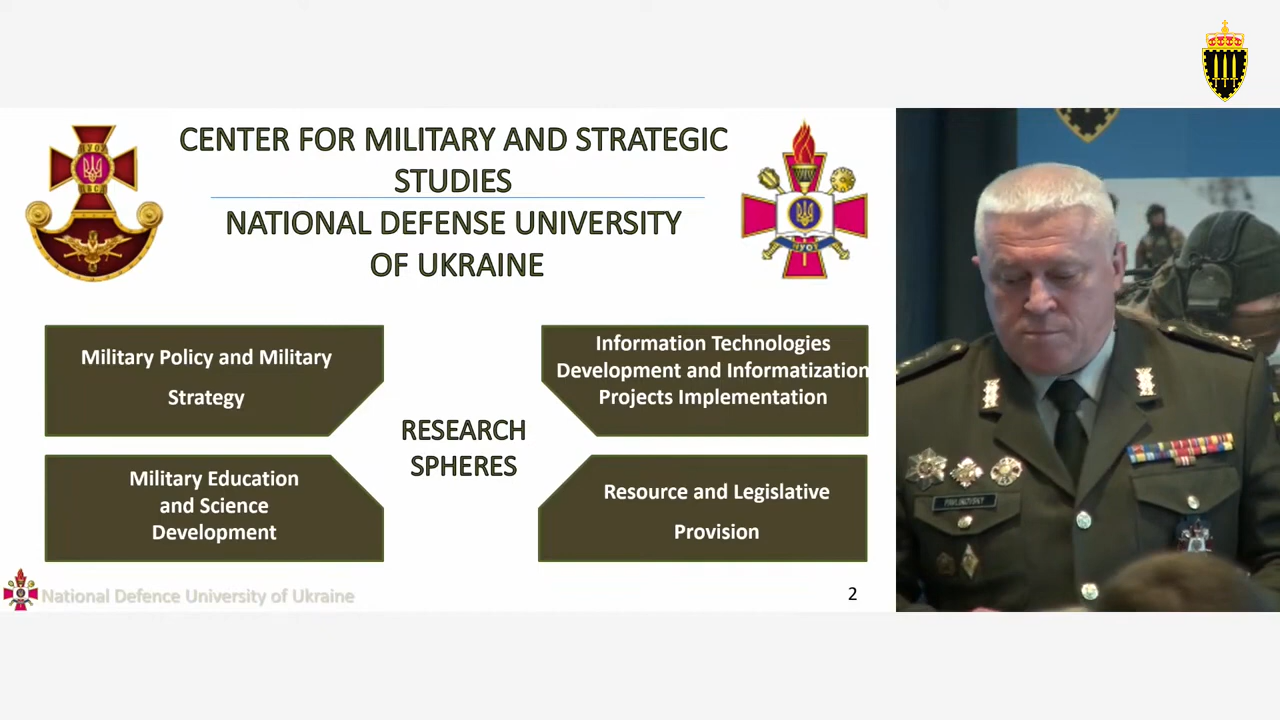 CENTER FOR MILITARY AND STRATEGIC
STUDIES
NATIONAL DEFENSE UNIVERSITY
OF UKRAINE
Military Policy and Military
Strategy
Information Technologies
Development and Informatization
Projects Implementation
RESEARCH
SPHERES
Military Education
and Science
Development
Resource and Legislative
Provision
National Defence University of Ukraine
2